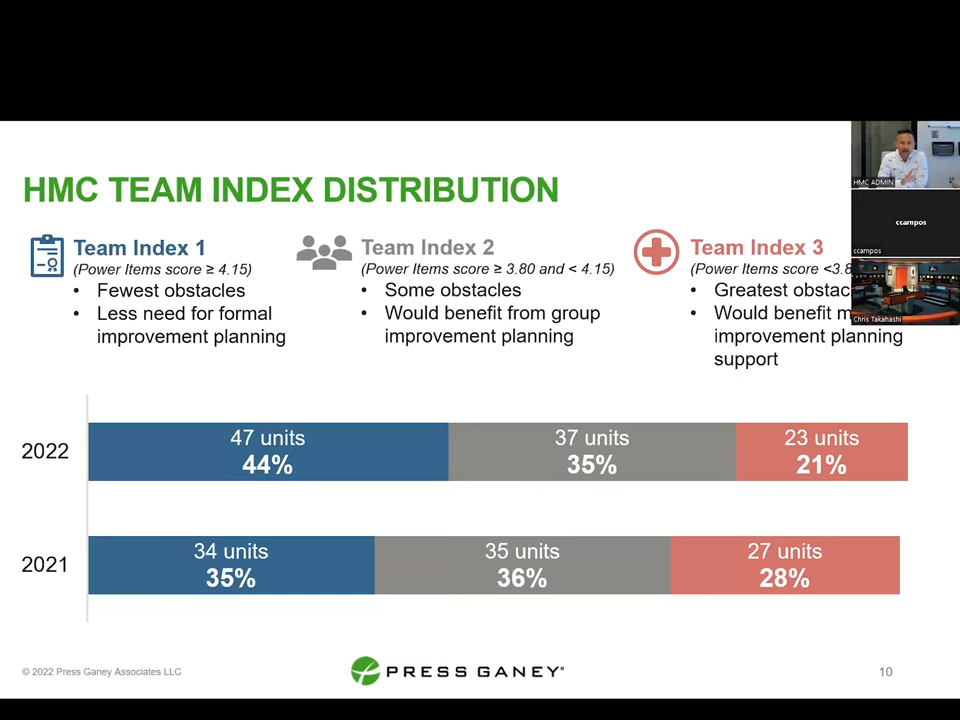 HMC TEAM INDEX DISTRIBUTION
HMC ADMIN
ccampos
ccampos
Chris Takahashi
Team Index 1
(Power Items score ≥ 4.15)
• Fewest obstacles
• Less need for formal
improvement planning
Team Index 2
(Power Items score ≥ 3.80 and < 4.15)
• Some obstacles
• Would benefit from group
improvement planning
Team Index 3
(Power Items score <3.8
• Greatest obstac
• Would benefit m
improvement planning
support
2022
47 units
44%
37 units
35%
23 units
21%
2021
34 units
35%
35 units
36%
27 units
28%
© 2022 Press Ganey Associates LLC
PRESS GANEY®
10